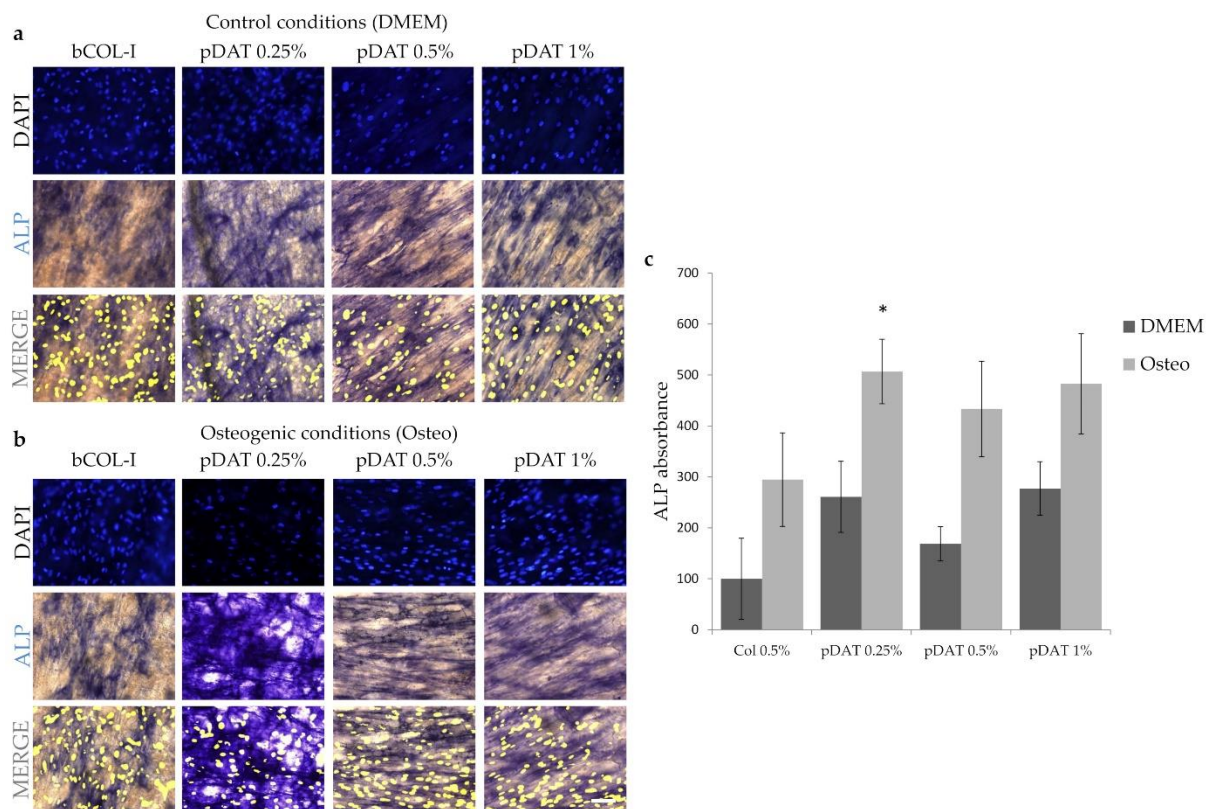 a
Control conditions (DMEM)
bCOL-I pDAT 0.25% pDAT 0.5% pDAT 1%
DAPI
ALP
MERGE
b
Osteogenic conditions (Osteo)
bCOL-I pDAT 0.25% pDAT 0.5% pDAT 1%
DAPI
ALP
MERGE
c
ALP absorbance
700
600
500
400
300
200
100
0
*
Col 0.5% pDAT 0.25% pDAT 0.5% pDAT 1%
DMEM
Osteo